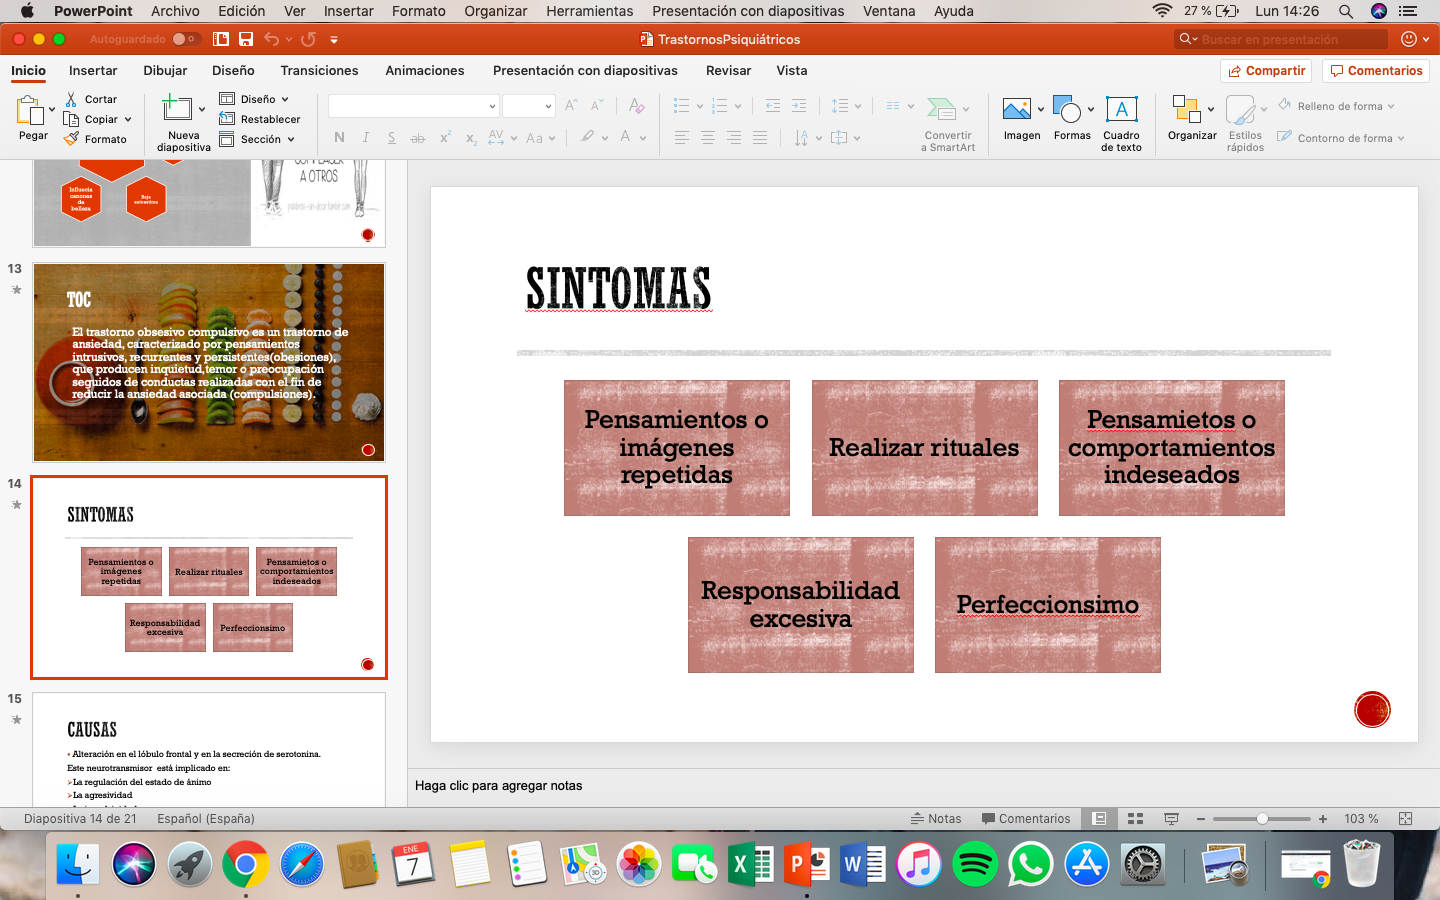 PowerPoint Archivo Edición Ver Insertar Formato Organizar Herramientas Presentación con diapositivas Ventana Ayuda 27 % Lun 14:26
Autoguardado TrastornosPsiquiátricos Buscar en presentación
Inicio Insertar Dibujar Diseño Transiciones Animaciones Presentación con diapositivas Revisar Vista Compartir Comentarios
Pegar
Cortar
Copiar
Formato
Nueva
diapositiva
Diseño
Restablecer
Sección
Convertir
a SmartArt
Imagen
Formas
Cuadro
de texto
Organizar
Estilos
rápidos
Relleno de forma
Contorno de forma
Influecia
canones
de
belleza
Baja
A OTROS
13
TOC
El trastorno obsesivo compulsivo es un trastorno de
ansiedad, caracterizado por pensamientos
intrusivos, recurrentes y persistentes(obesiones),
que producen inquietud,temor o preocupación
seguidos de conductas realizadas con el fin de
reducir la ansiedad asociada (compulsiones).
14
SINTOMAS
Pensamientos o
imágenes
repetidas
Realizar rituales
Pensamietos o
comportamientos
indeseados
Responsabilidad
excesiva
Perfeccionsimo
15
CAUSAS
Alteración en el lóbulo frontal y en la secreción de serotonina.
Este neurotransmisor está implicado en:
La regulación del estado de ánimo
La agresividad
SINTOMAS
Pensamientos o
imágenes
repetidas
Realizar rituales
Pensamietos o
comportamientos
indeseados
Responsabilidad
excesiva
Perfeccionsimo
Haga clic para agregar notas
Diapositiva 14 de 21 Español (España) Notas Comentarios 103 %
ENE
7